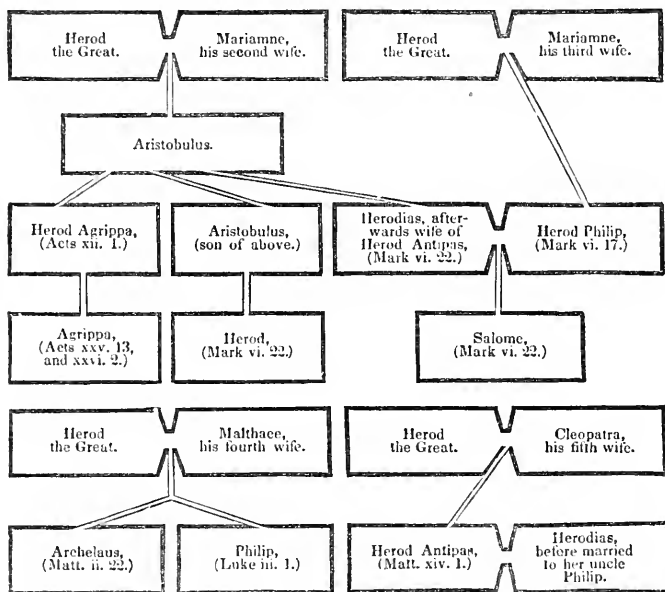 Herod
the Great.
Mariamne,
his second wife.
Herod
the Great.
Mariamne,
his third wife.
Aristobulus.
Herod Agrippa,
(Acts xii. 1.)
Aristobulus,
(son of above.)
Herodias, after-
wards wife of
Herod Antipas,
(Mark vi. 22.)
Herod Philip,
(Mark vi. 17.)
Agrippa,
(Acts xxv. 13,
and xxvi. 2.)
Herod,
(Mark vi. 22.)
Salome,
(Mark vi. 22.)
Herod
the Great.
Malthace,
his fourth wife.
Herod
the Great.
Cleopatra,
his fifth wife.
Archelaus,
(Matt. ii. 22.)
Philip,
(Luke iii. 1.)
Herod Antipas,
(Matt. xiv. 1.)
Herodias,
before married
to her uncle
Philip.